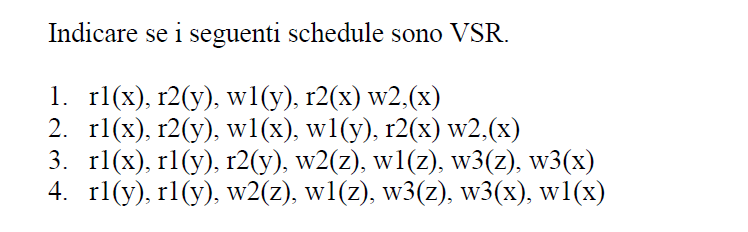 Indicare se i seguenti schedule sono VSR.
1. r1(x), r2(y), w1(y), r2(x) w2,(x)
2. r1(x), r2(y), w1(x), w1(y), r2(x) w2,(x)
3. r1(x), r1(y), r2(y), w2(z), w1(z), w3(z), w3(x)
4. r1(y), r1(y), w2(z), w1(z), w3(z), w3(x), w1(x)